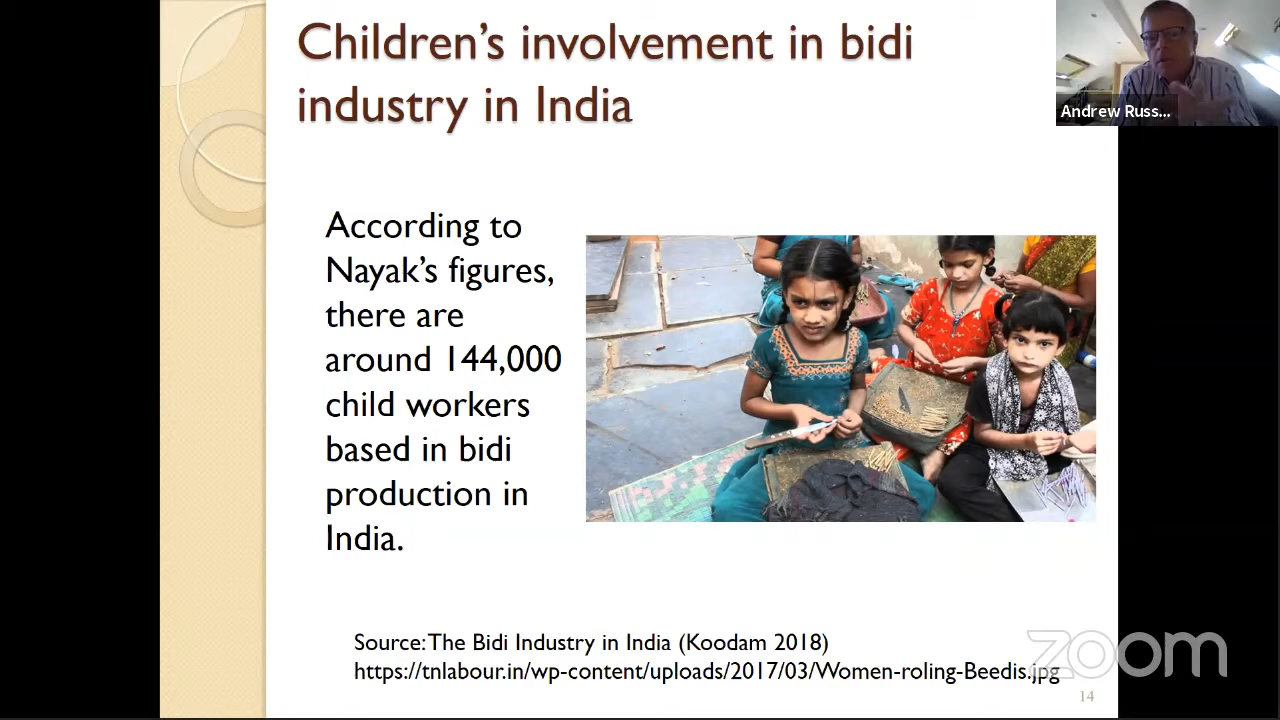 Children's involvement in bidi
industry in India
Andrew Russ...
According to
Nayak's figures,
there are
around 144,000
child workers
based in bidi
production in
India.
Source: The Bidi Industry in India (Koodam 2018)
https://tnlabour.in/wp-content/uploads/2017/03/Women-roling-Beedis.jpg
zoom
14